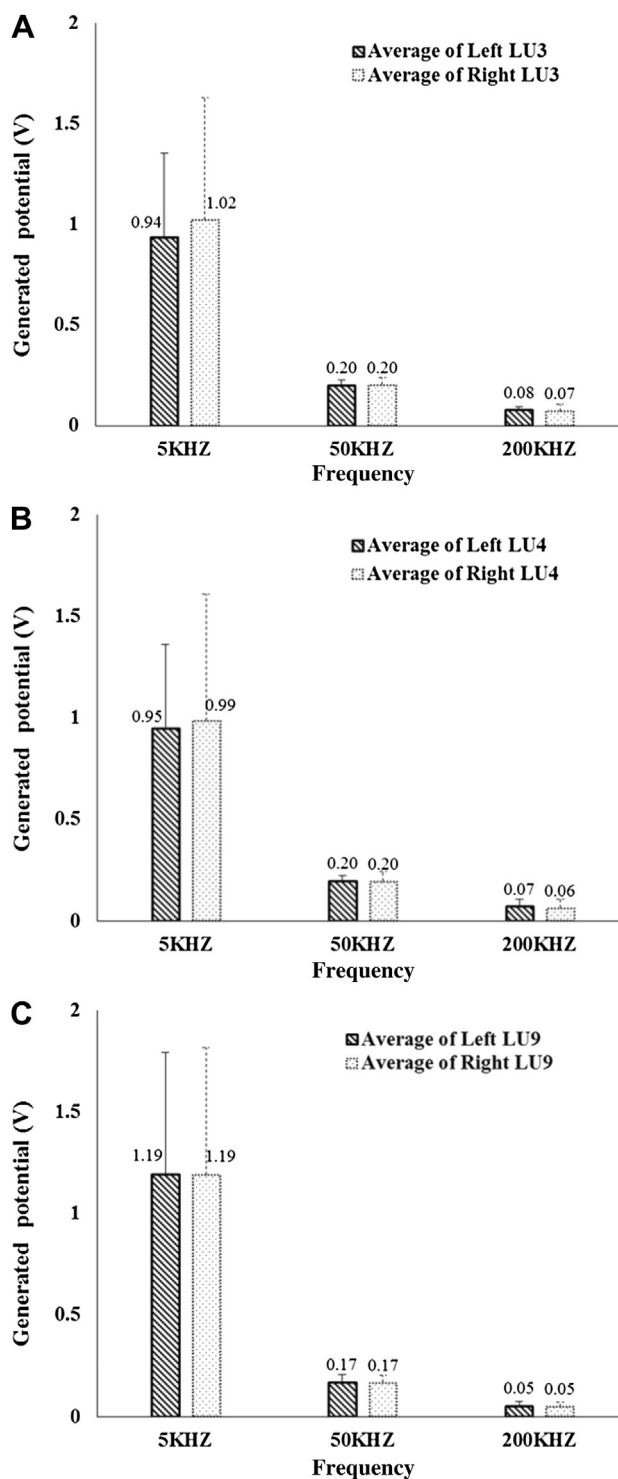 A
2
Average of Left LU3
Average of Right LU3
1.5
Generated potential (V)
1
0.94
1.02
0.5
0.20 0.20
0.08 0.07
0
5KHZ 50KHZ 200KHZ
Frequency
B
2
Average of Left LU4
Average of Right LU4
1.5
Generated potential (V)
1
0.95
0.99
0.5
0.20 0.20
0.07 0.06
0
5KHZ 50KHZ 200KHZ
Frequency
C
2
Average of Left LU9
Average of Right LU9
1.5
Generated potential (V)
1.19 1.19
1
0.5
0.17 0.17
0.05 0.05
0
5KHZ 50KHZ 200KHZ
Frequency